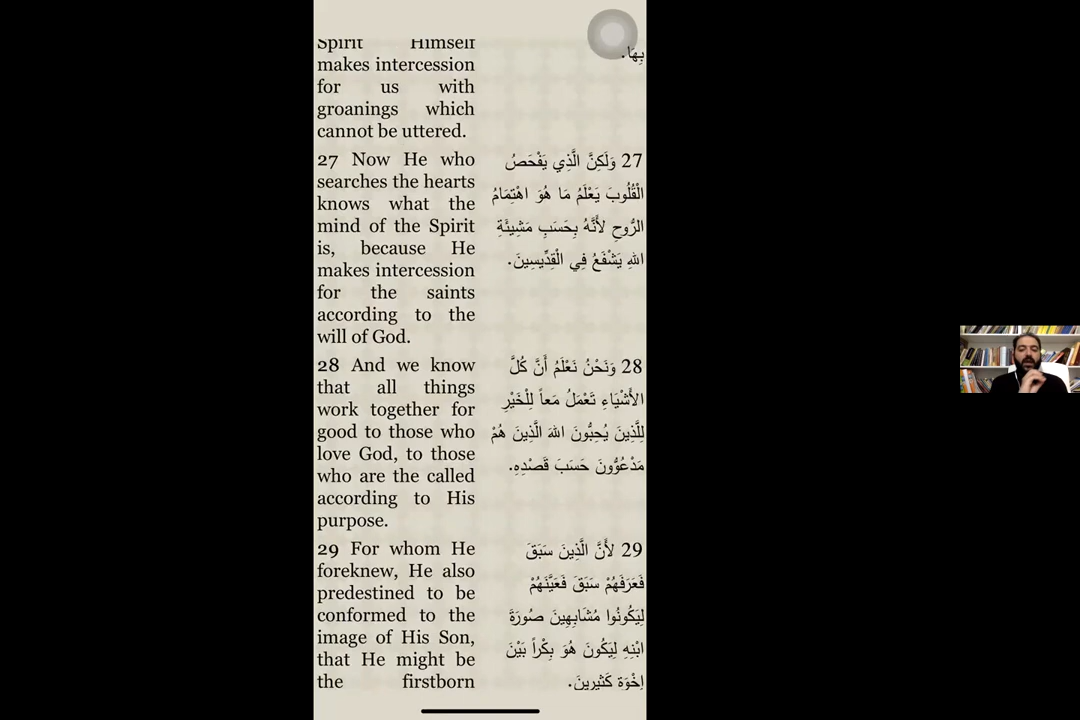 Spirit Himself
makes intercession
for us with
groanings which
cannot be uttered.
27 Now He who
searches the hearts
knows what the
mind of the Spirit
is, because He
makes intercession
for the saints
according to the
will of God.
28 And we know
that all things
work together for
good to those who
love God, to those
who are the called
according to His
purpose.
29 For whom He
foreknew, He also
predestined to be
conformed to the
image of His Son,
that He might be
the firstborn
بِهَا.
27 وَلَكِنَّ الَّذِي يَفْحَصُ
الْقُلُوبَ يَعْلَمُ مَا هُوَ اهْتِمَامُ
الرُّوحِ لأَنَّهُ بِحَسَبِ مَشِيئَةِ
اللهِ يَشْفَعُ فِي الْقِدِّيسِينَ.
28 وَنَحْنُ نَعْلَمُ أَنَّ كُلَّ
الأَشْيَاءِ تَعْمَلُ مَعاً لِلْخَيْرِ
لِلَّذِينَ يُحِبُّونَ اللهَ الَّذِينَ هُمْ
مَدْعُوُّونَ حَسَبَ قَصْدِهِ.
29 لأَنَّ الَّذِينَ سَبَقَ
فَعَرَفَهُمْ سَبَقَ فَعَيَّنَهُمْ
لِيَكُونُوا مُشَابِهِينَ صُورَةَ
ابْنِهِ لِيَكُونَ هُوَ بِكْراً بَيْنَ
إِخْوَةٍ كَثِيرِينَ.